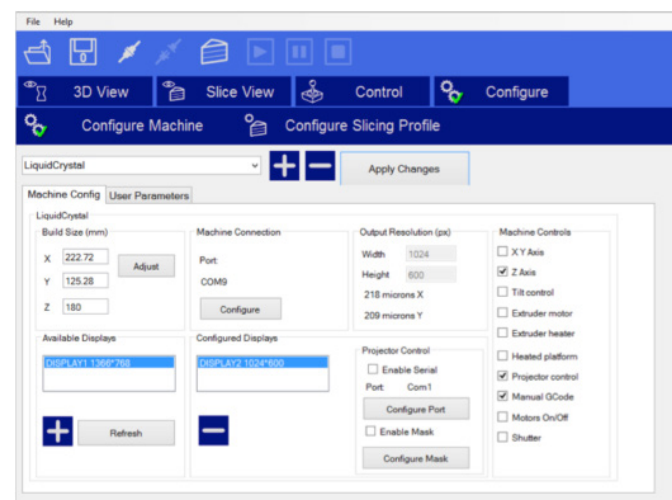 File Help
3D View Slice View Control Configure
Configure Machine Configure Slicing Profile
LiquidCrystal
Apply Changes
Machine Config User Parameters
LiquidCrystal
Build Size (mm)
X 222.72
Y 125.28
Z 180
Adjust
Machine Connection
Port:
COM9
Configure
Output Resolution (px)
Width 1024
Height 600
218 microns X
209 microns Y
Machine Controls
X Y Axis
Z Axis
Tilt control
Extruder motor
Extruder heater
Heated platform
Projector control
Manual GCode
Motors On/Off
Shutter
Available Displays
DISPLAY1 1366*768
Refresh
Configured Displays
DISPLAY2 1024*600
Projector Control
Enable Serial
Port: Com1
Configure Port
Enable Mask
Configure Mask